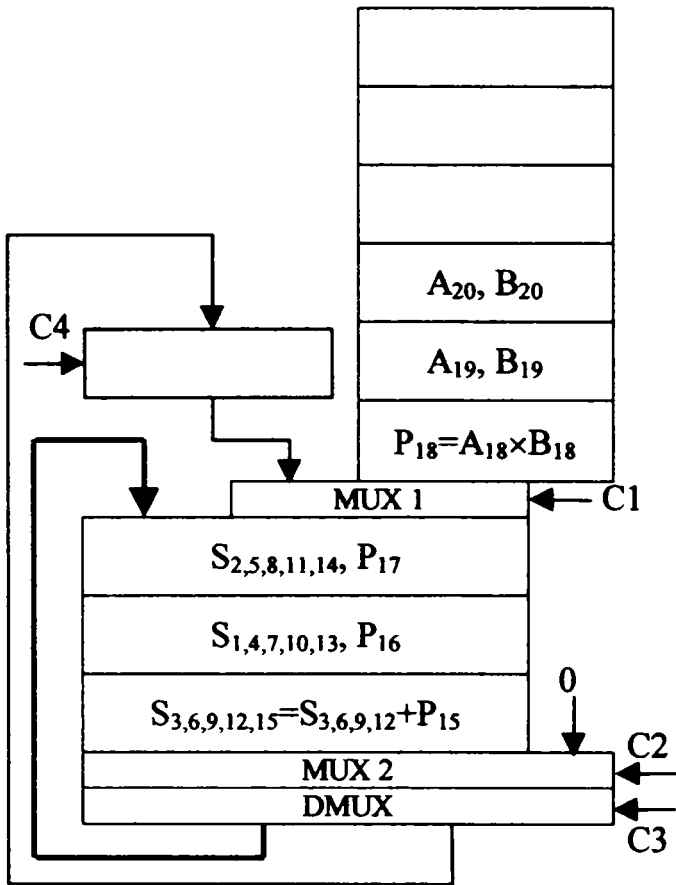 A₂₀, B₂₀
C4
A₁₉, B₁₉
P₁₈=A₁₈×B₁₈
MUX 1
C1
S₂,₅,₈,₁₁,₁₄, P₁₇
S₁,₄,₇,₁₀,₁₃, P₁₆
0
S₃,₆,₉,₁₂,₁₅=S₃,₆,₉,₁₂+P₁₅
C2
MUX 2
DMUX
C3